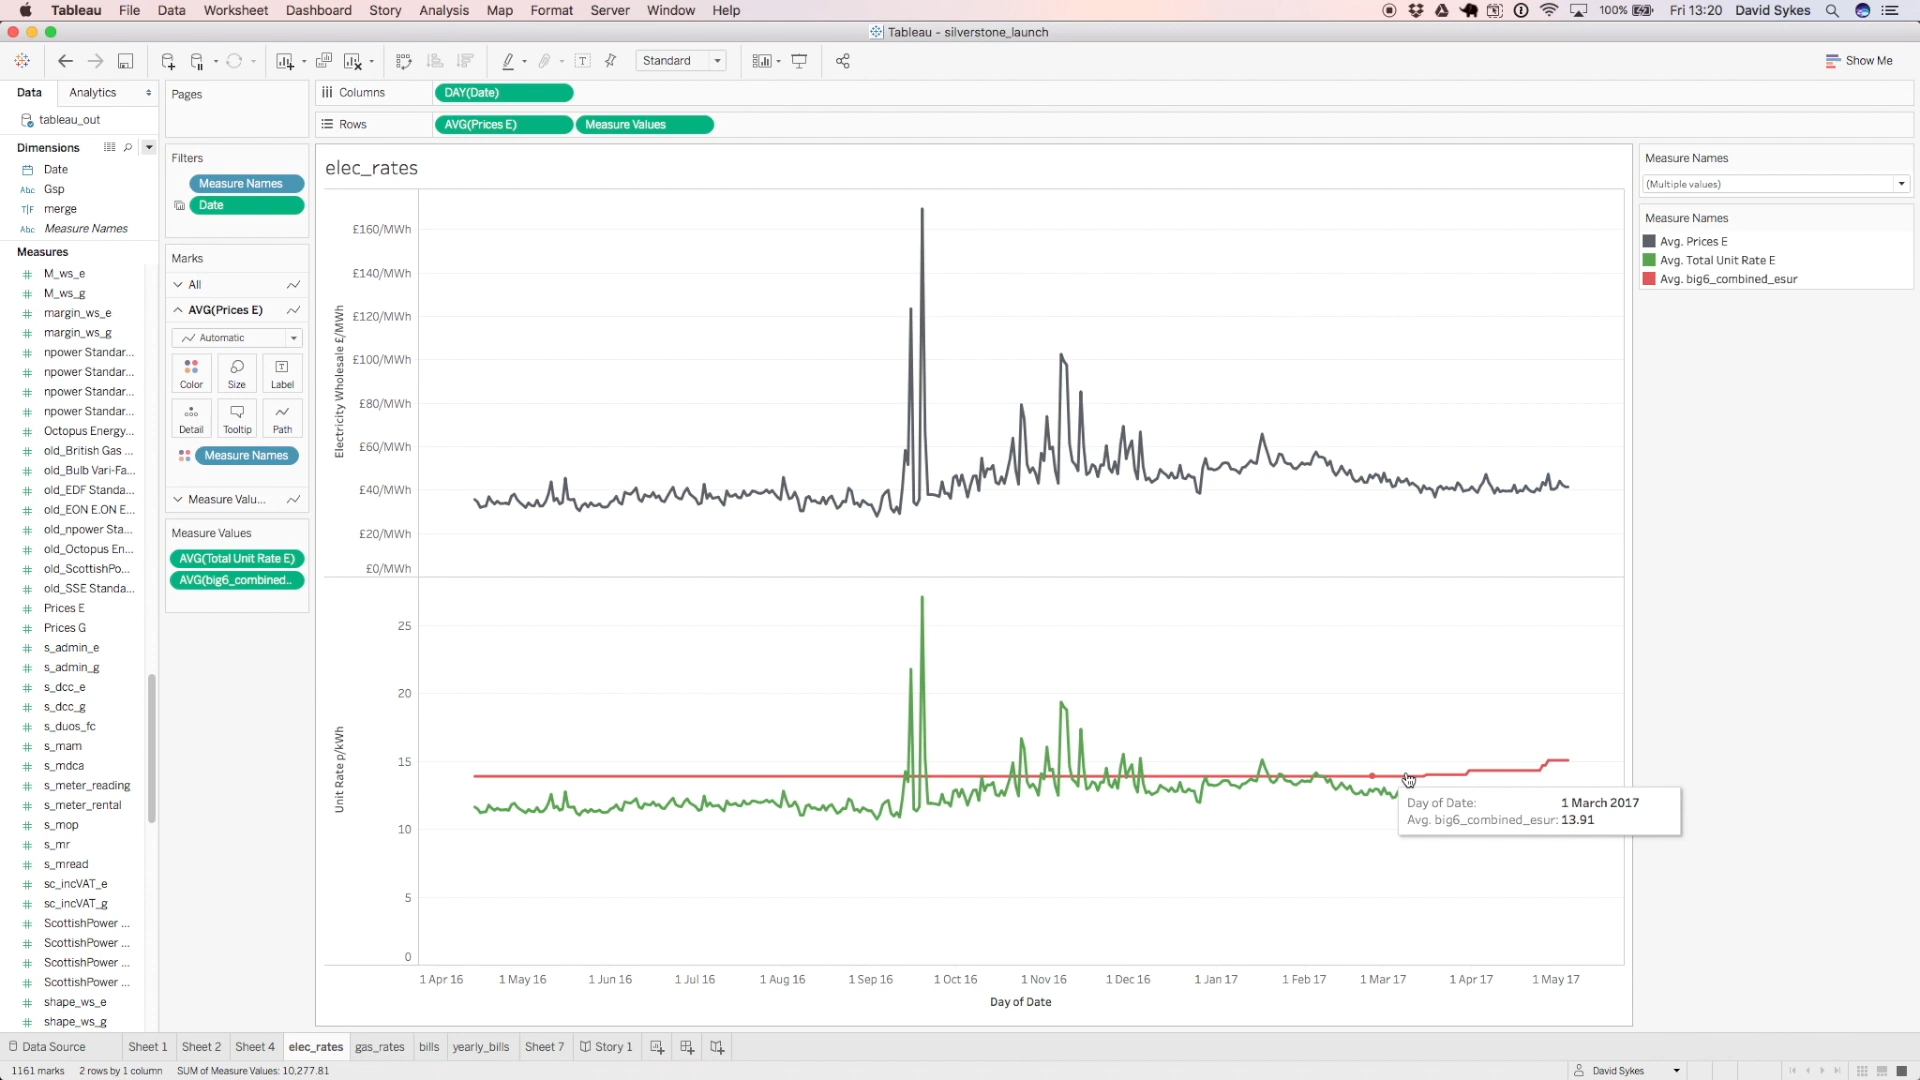 Tableau File Data Worksheet Dashboard Story Analysis Map Format Server Window Help 100% Fri 13:20 David Sykes
Tableau - silverstone_launch
Standard
Show Me
Data Analytics
tableau_out
Dimensions
Date
Abc Gsp
T|F merge
Abc Measure Names
Measures
# M_ws_e
# M_ws_g
# margin_ws_e
# margin_ws_g
# npower Standar...
# npower Standar...
# npower Standar...
# npower Standar...
# Octopus Energy...
# old_British Gas ...
# old_Bulb Vari-Fa...
# old_EDF Standa...
# old_EON E.ON E...
# old_npower Sta...
# old_Octopus En...
# old_ScottishPo...
# old_SSE Standa...
# Prices E
# Prices G
# s_admin_e
# s_admin_g
# s_dcc_e
# s_dcc_g
# s_duos_fc
# s_mam
# s_mdca
# s_meter_reading
# s_meter_rental
# s_mop
# s_mr
# s_mread
# sc_incVAT_e
# sc_incVAT_g
# ScottishPower ...
# ScottishPower ...
# ScottishPower ...
# ScottishPower ...
# shape_ws_e
# shape_ws_g
Pages
Filters
Measure Names
Date
Marks
All
AVG(Prices E)
Automatic
Color Size Label
Detail Tooltip Path
Measure Names
Measure Valu...
Measure Values
AVG(Total Unit Rate E)
AVG(big6_combined..
Columns DAY(Date)
Rows AVG(Prices E) Measure Values
elec_rates
Electricity Wholesale £/MWh
£160/MWh
£140/MWh
£120/MWh
£100/MWh
£80/MWh
£60/MWh
£40/MWh
£20/MWh
£0/MWh
Unit Rate p/kWh
25
20
15
10
5
0
Day of Date: 1 March 2017
Avg. big6_combined_esur: 13.91
1 Apr 16 1 May 16 1 Jun 16 1 Jul 16 1 Aug 16 1 Sep 16 1 Oct 16 1 Nov 16 1 Dec 16 1 Jan 17 1 Feb 17 1 Mar 17 1 Apr 17 1 May 17
Day of Date
Measure Names
(Multiple values)
Measure Names
Avg. Prices E
Avg. Total Unit Rate E
Avg. big6_combined_esur
Data Source Sheet 1 Sheet 2 Sheet 4 elec_rates gas_rates bills yearly_bills Sheet 7 Story 1
1161 marks 2 rows by 1 column SUM of Measure Values: 10,277.81 David Sykes